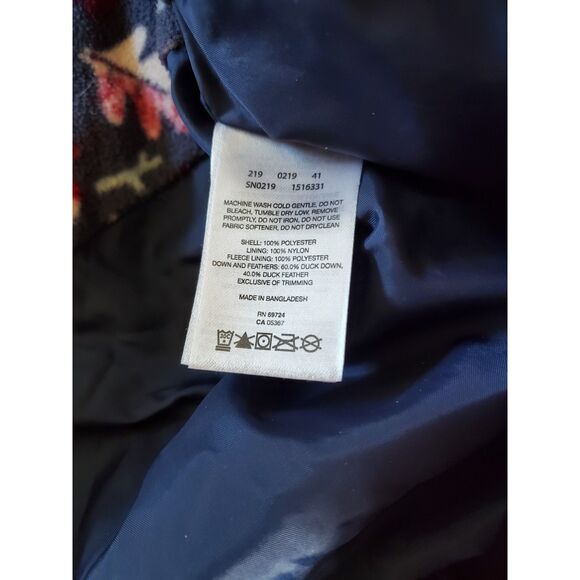 219 0219 41
SN0219 1516331
MACHINE WASH COLD GENTLE, DO NOT
BLEACH, TUMBLE DRY LOW, REMOVE
PROMPTLY, DO NOT IRON, DO NOT USE
FABRIC SOFTENER, DO NOT DRYCLEAN
SHELL: 100% POLYESTER
LINING: 100% NYLON
FLEECE LINING: 100% POLYESTER
DOWN AND FEATHERS: 60.0% DUCK DOWN,
40.0% DUCK FEATHER
EXCLUSIVE OF TRIMMING
MADE IN BANGLADESH
RN 69724
CA 05367